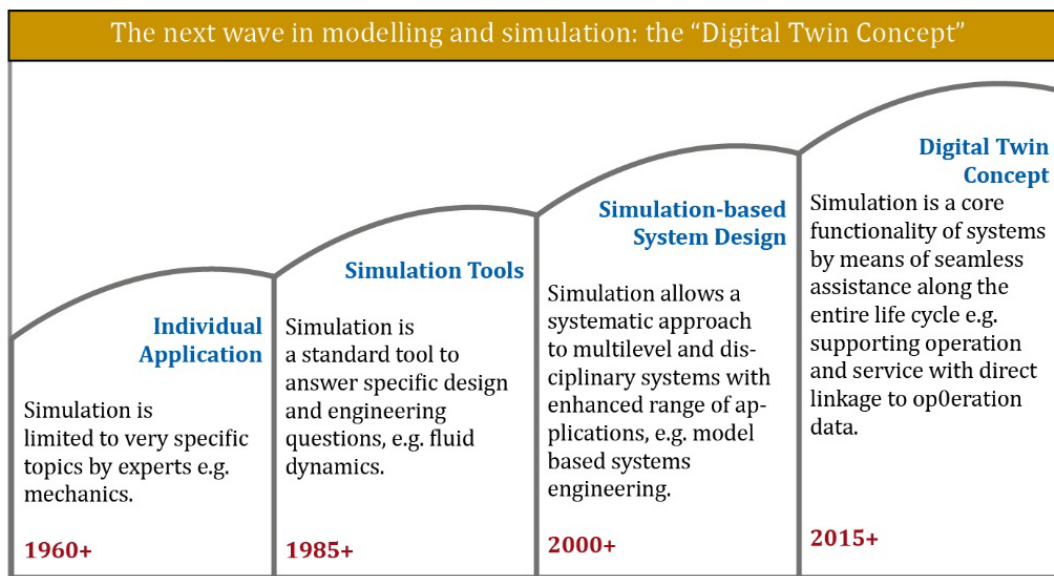 The next wave in modelling and simulation: the “Digital Twin Concept”
Individual
Application
Simulation is
limited to very specific
topics by experts e.g.
mechanics.
1960+
Simulation Tools
Simulation is
a standard tool to
answer specific design
and engineering
questions, e.g. fluid
dynamics.
1985+
Simulation-based
System Design
Simulation allows a
systematic approach
to multilevel and dis-
ciplinary systems with
enhanced range of ap-
plications, e.g. model
based systems
engineering.
2000+
Digital Twin
Concept
Simulation is a core
functionality of systems
by means of seamless
assistance along the
entire life cycle e.g.
supporting operation
and service with direct
linkage to op0eration
data.
2015+